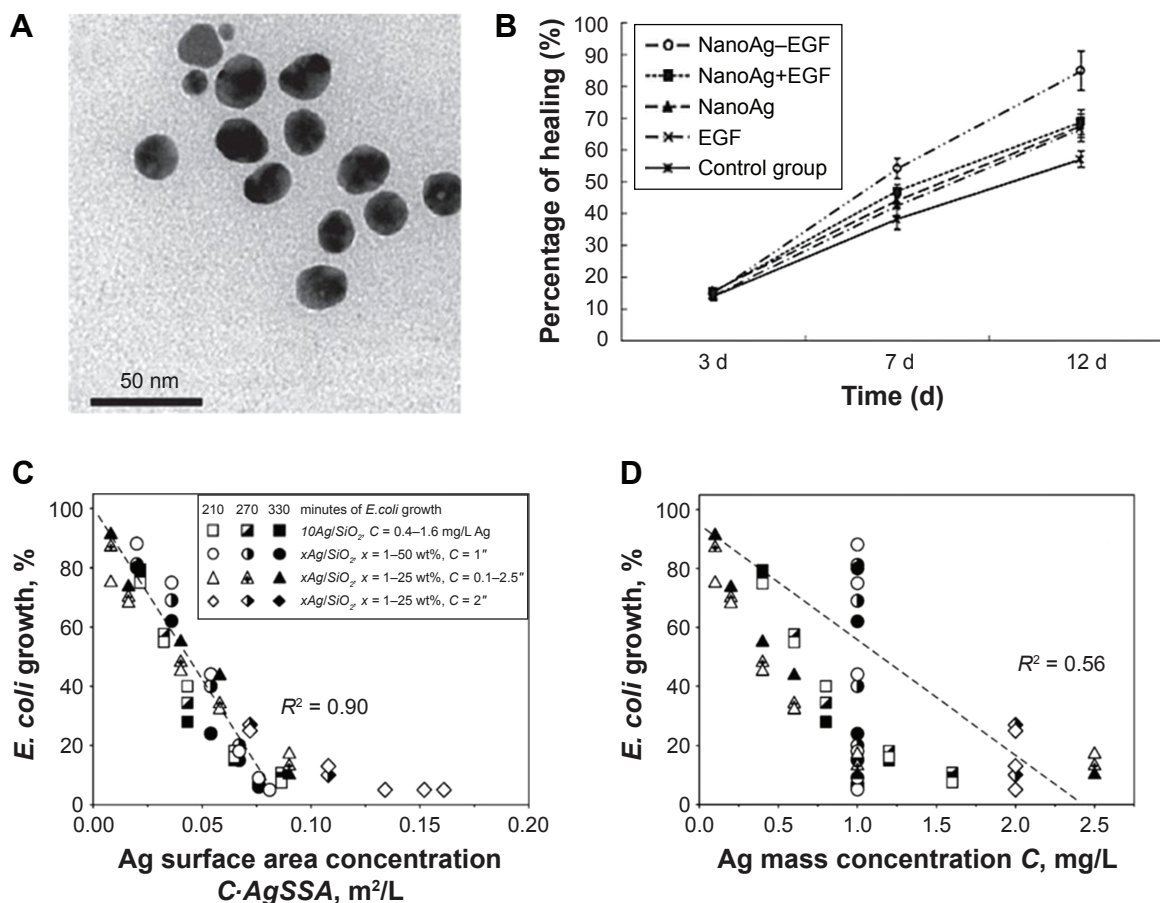 A
50 nm
B
Percentage of healing (%)
100
90
80
70
60
50
40
30
20
10
0
NanoAg–EGF
NanoAg+EGF
NanoAg
EGF
Control group
3 d
7 d
12 d
Time (d)
C
E. coli growth, %
100
80
60
40
20
0
210 270 330 minutes of E.coli growth
10Ag/SiO₂, C = 0.4–1.6 mg/L Ag
xAg/SiO₂, x = 1–50 wt%, C = 1″
xAg/SiO₂, x = 1–25 wt%, C = 0.1–2.5″
xAg/SiO₂, x = 1–25 wt%, C = 2″
R² = 0.90
0.00 0.05 0.10 0.15 0.20
Ag surface area concentration
C·AgSSA, m²/L
D
E. coli growth, %
100
80
60
40
20
0
R² = 0.56
0.0 0.5 1.0 1.5 2.0 2.5
Ag mass concentration C, mg/L